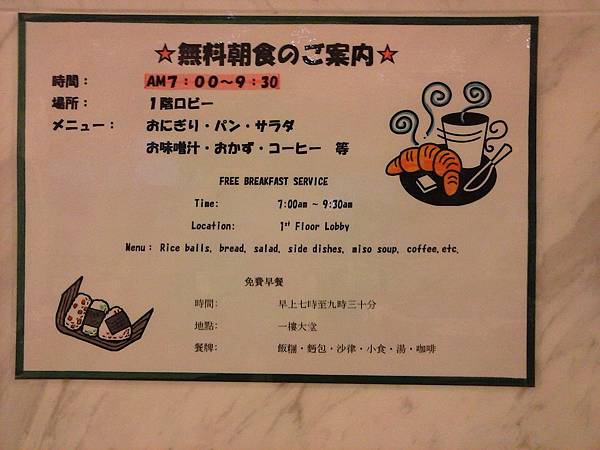 ★無料朝食のご案内★
時間： AM7：00～9：30
場所： 1階ロビー
メニュー： おにぎり・パン・サラダ
お味噌汁・おかず・コーヒー 等
FREE BREAKFAST SERVICE
Time: 7:00am ~ 9:30am
Location: 1st Floor Lobby
Menu: Rice balls, bread, salad, side dishes, miso soup, coffee.etc.
免費早餐
時間: 早上七時至九時三十分
地點: 一樓大堂
餐牌: 飯糰・麵包・沙律・小食・湯・咖啡